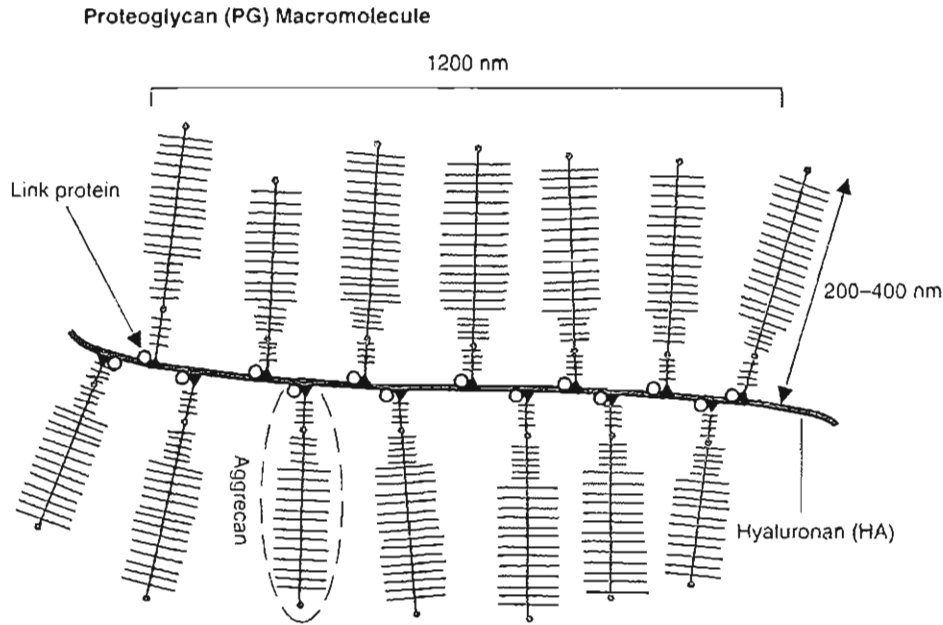 Proteoglycan (PG) Macromolecule
1200 nm
Link protein
200–400 nm
Aggrecan
Hyaluronan (HA)